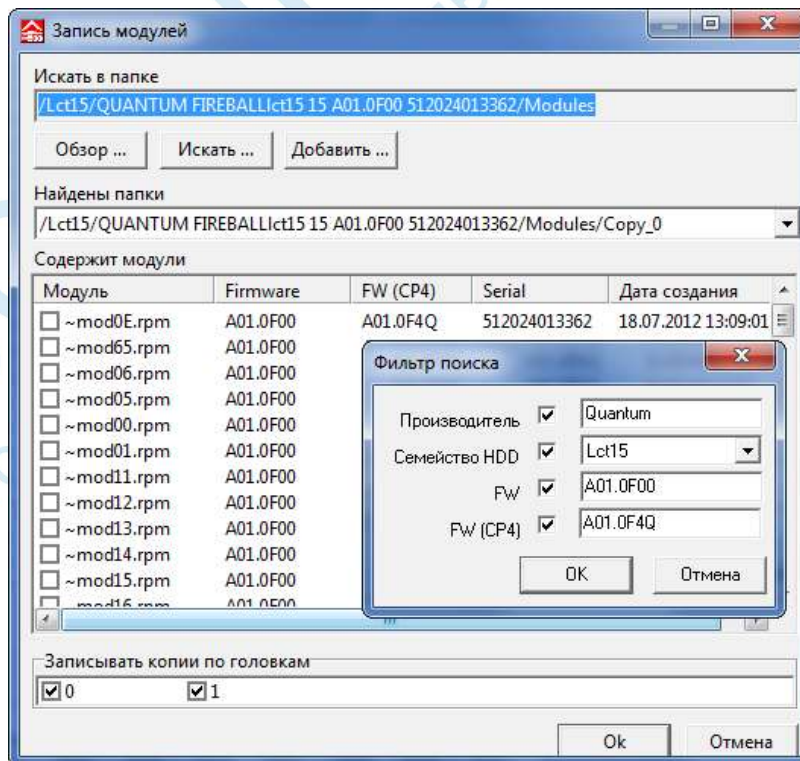 Запись модулей
Искать в папке
/Lct15/QUANTUM FIREBALLlct15 15 A01.0F00 512024013362/Modules
Обзор ... Искать ... Добавить ...
Найдены папки
/Lct15/QUANTUM FIREBALLlct15 15 A01.0F00 512024013362/Modules/Copy_0
Содержит модули
Модуль Firmware FW (CP4) Serial Дата создания
~mod0E.rpm A01.0F00 A01.0F4Q 512024013362 18.07.2012 13:09:01
~mod65.rpm A01.0F00
~mod06.rpm A01.0F00
~mod05.rpm A01.0F00
~mod00.rpm A01.0F00
~mod01.rpm A01.0F00
~mod11.rpm A01.0F00
~mod12.rpm A01.0F00
~mod13.rpm A01.0F00
~mod14.rpm A01.0F00
~mod15.rpm A01.0F00
~mod16.rpm A01.0F00
Фильтр поиска
Производитель Quantum
Семейство HDD Lct15
FW A01.0F00
FW (CP4) A01.0F4Q
OK Отмена
Записывать копии по головкам
0 1
Ok Отмена